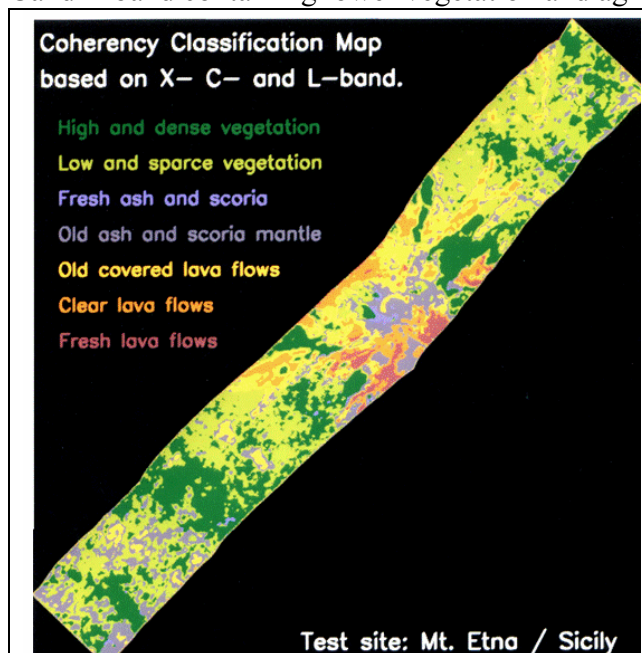 Coherency Classification Map
based on X- C- and L-band.
High and dense vegetation
Low and sparce vegetation
Fresh ash and scoria
Old ash and scoria mantle
Old covered lava flows
Clear lava flows
Fresh lava flows
Test site: Mt. Etna / Sicily